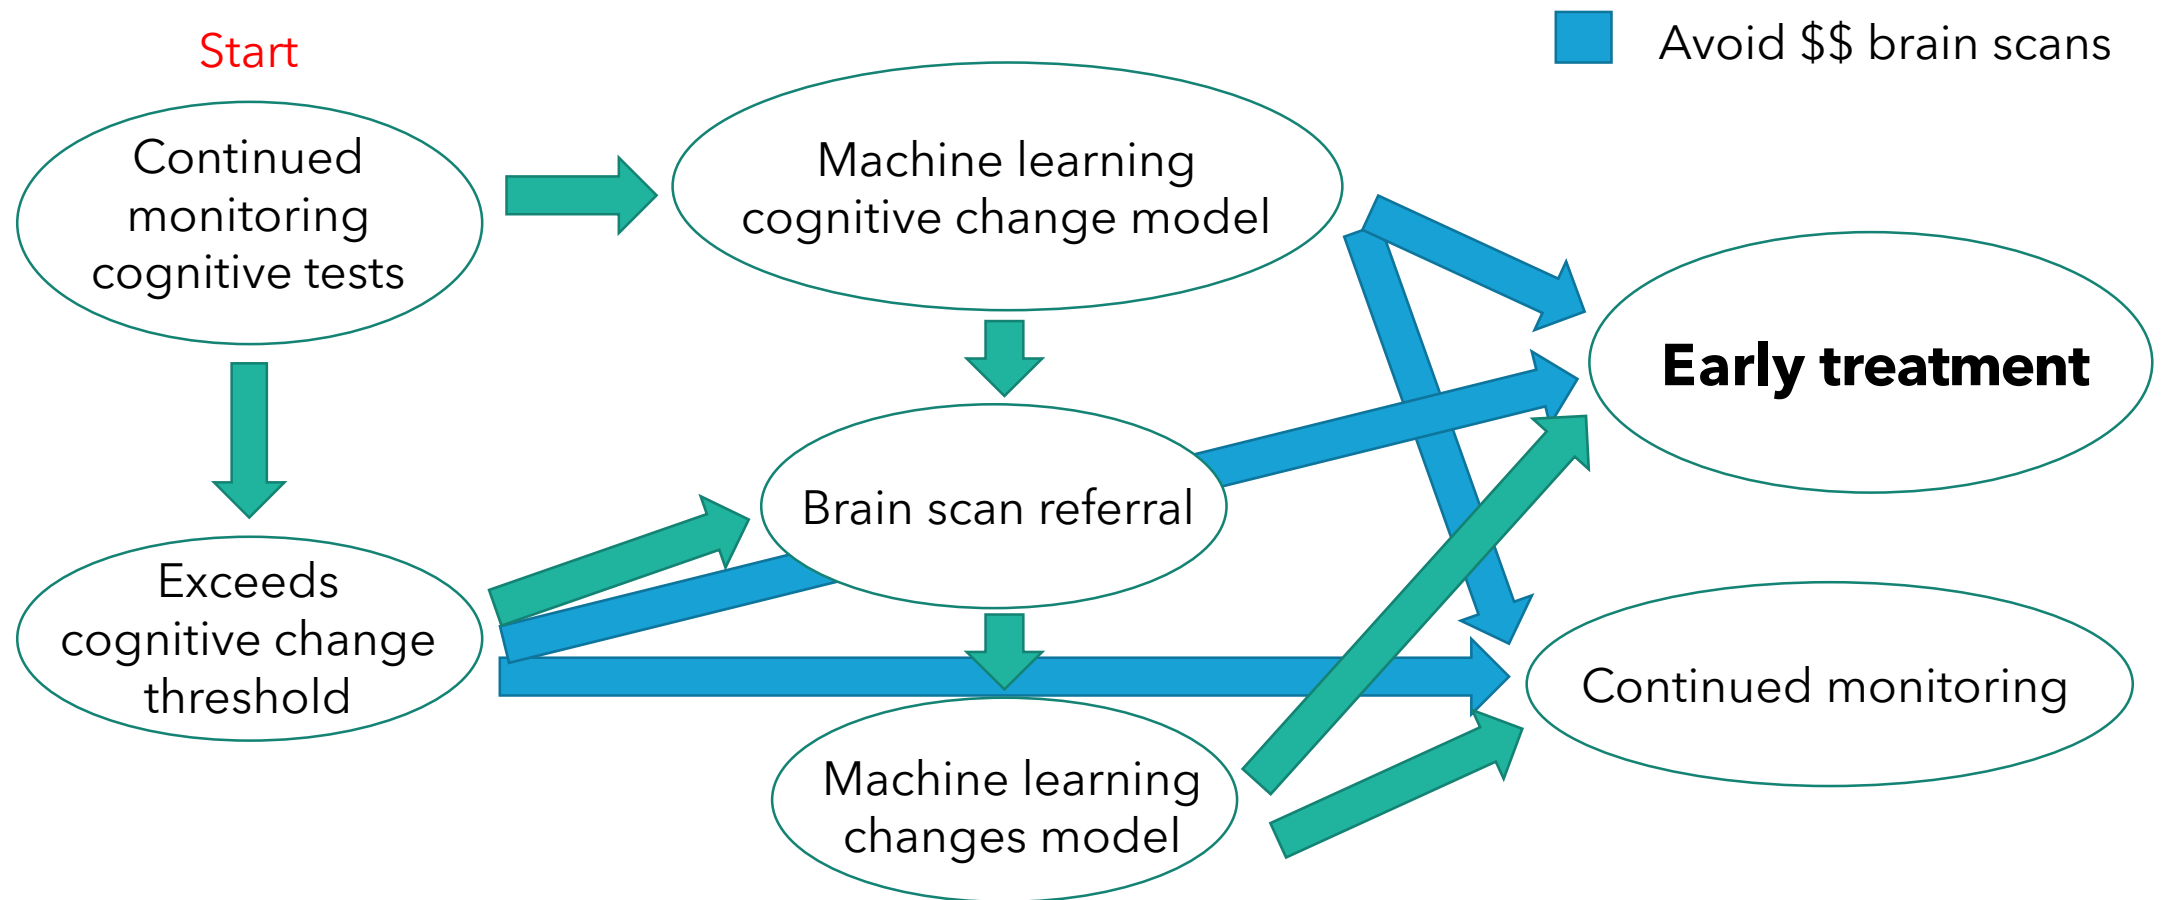 Start
Avoid $$ brain scans
Continued
monitoring
cognitive tests
Machine learning
cognitive change model
Early treatment
Brain scan referral
Exceeds
cognitive change
threshold
Continued monitoring
Machine learning
changes model